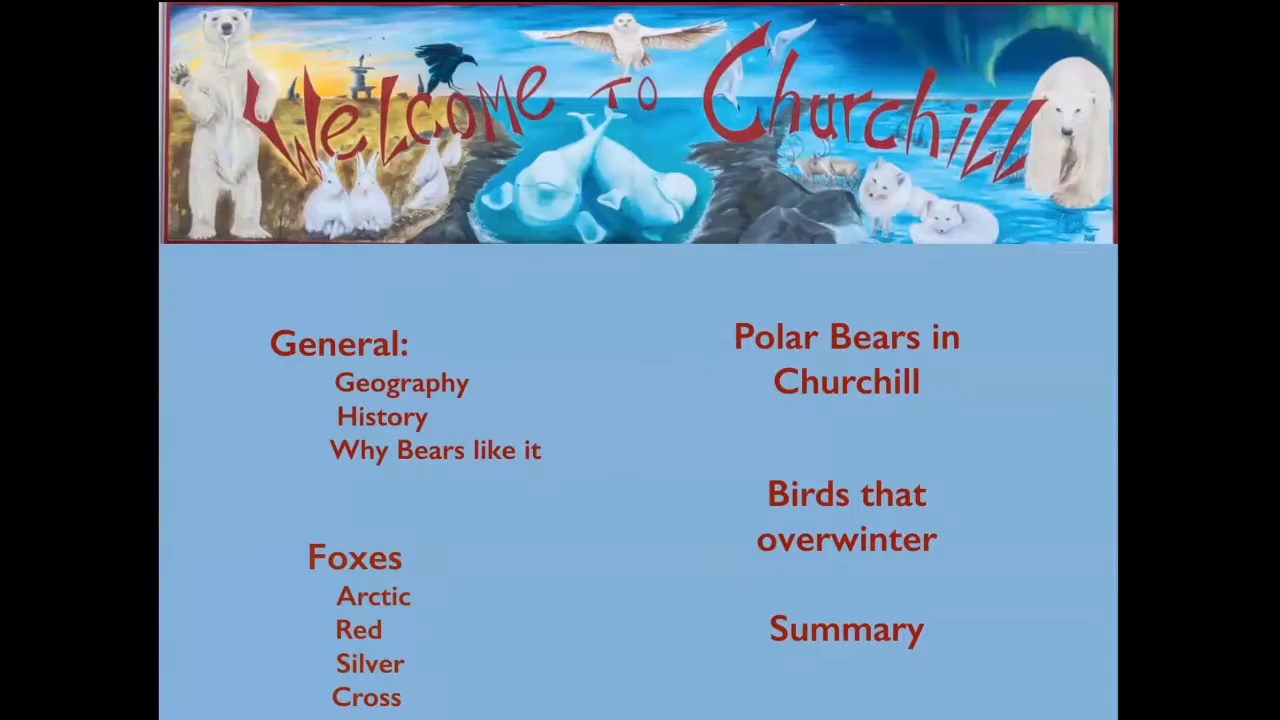 Welcome to Churchill
General:
Geography
History
Why Bears like it
Foxes
Arctic
Red
Silver
Cross
Polar Bears in
Churchill
Birds that
overwinter
Summary